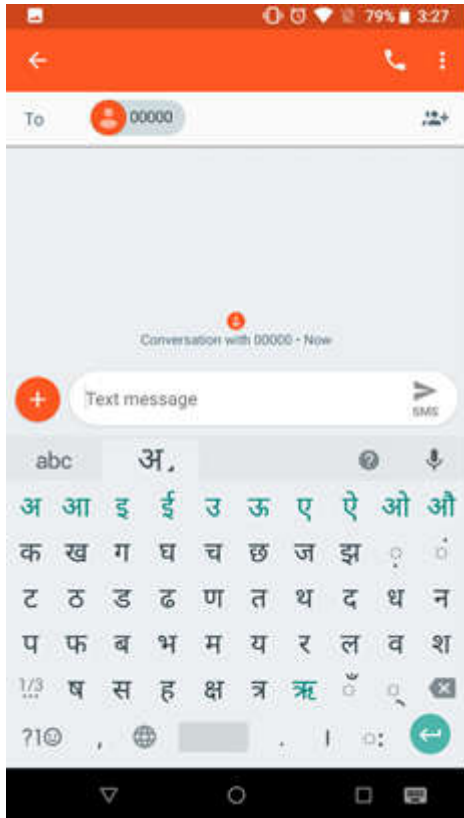 79% 3:27
To 00000
Conversation with 00000 • Now
Text message
SMS
abc अ
अ आ इ ई उ ऊ ए ऐ ओ औ
क ख ग घ च छ ज झ ़ ं
ट ठ ड ढ ण त थ द ध न
प फ ब भ म य र ल व श
1/3 ष स ह क्ष त्र ऋ ँ ृ
?1☺ , . । ः